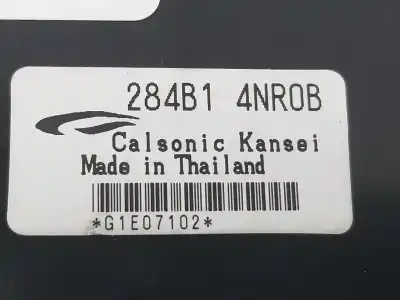 284B1 4NR0B
Calsonic Kansei
Made in Thailand
*G1E07102*